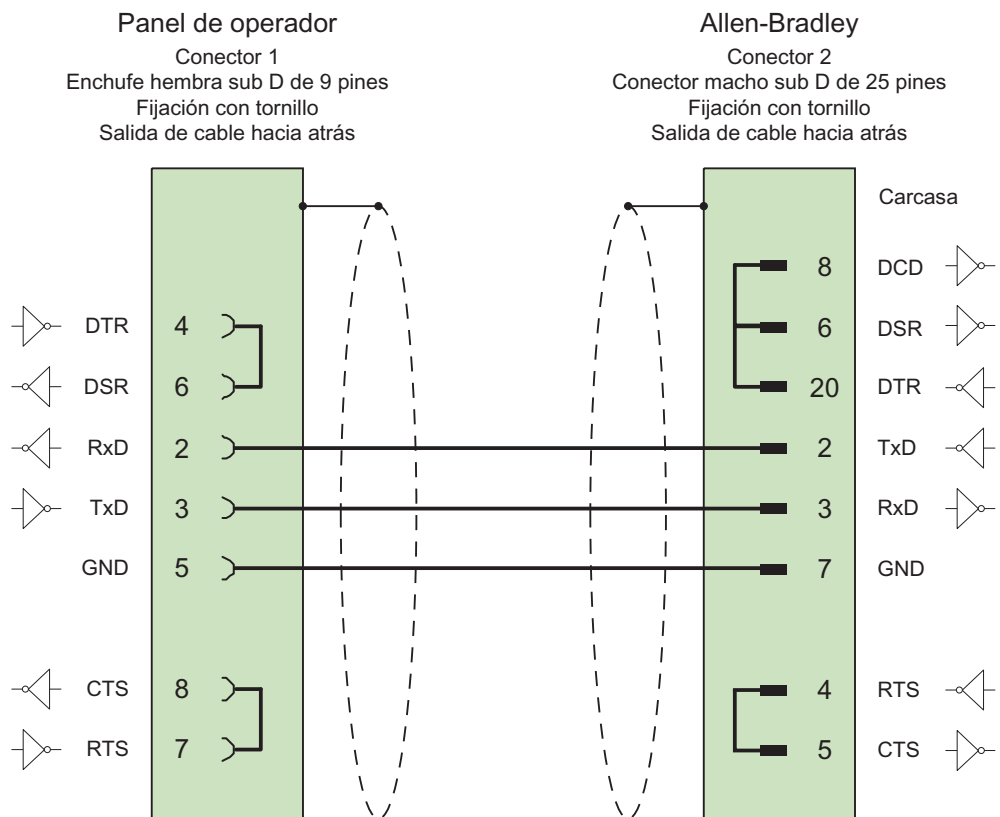 Panel de operador
Conector 1
Enchufe hembra sub D de 9 pines
Fijación con tornillo
Salida de cable hacia atrás
Allen-Bradley
Conector 2
Conector macho sub D de 25 pines
Fijación con tornillo
Salida de cable hacia atrás
Carcasa
8 DCD
DTR 4
6 DSR
DSR 6
20 DTR
RxD 2
2 TxD
TxD 3
3 RxD
GND 5
7 GND
CTS 8
4 RTS
RTS 7
5 CTS